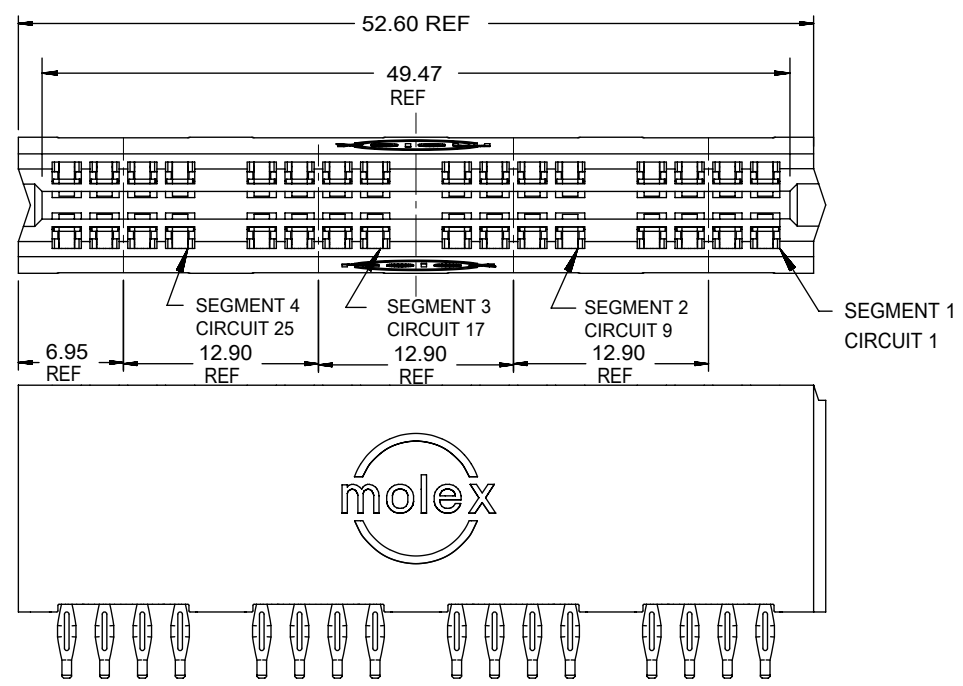 52.60 REF
49.47
REF
SEGMENT 4
CIRCUIT 25
SEGMENT 3
CIRCUIT 17
SEGMENT 2
CIRCUIT 9
SEGMENT 1
CIRCUIT 1
6.95
REF
12.90
REF
12.90
REF
12.90
REF
molex